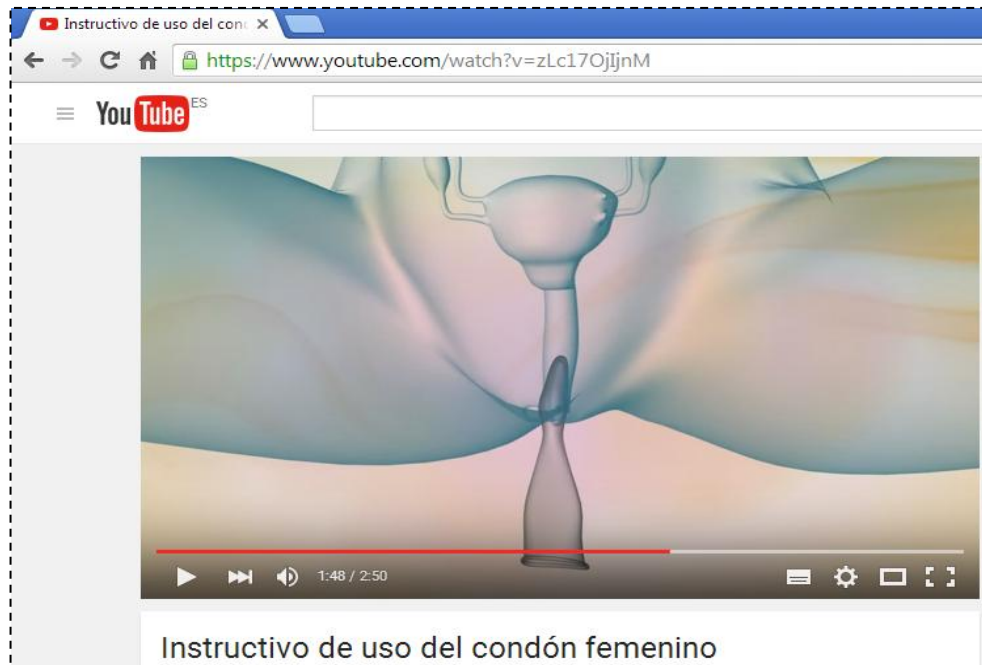 Instructivo de uso del con
https://www.youtube.com/watch?v=zLc17OjIjnM
YouTube ES
1:48 / 2:50
Instructivo de uso del condón femenino